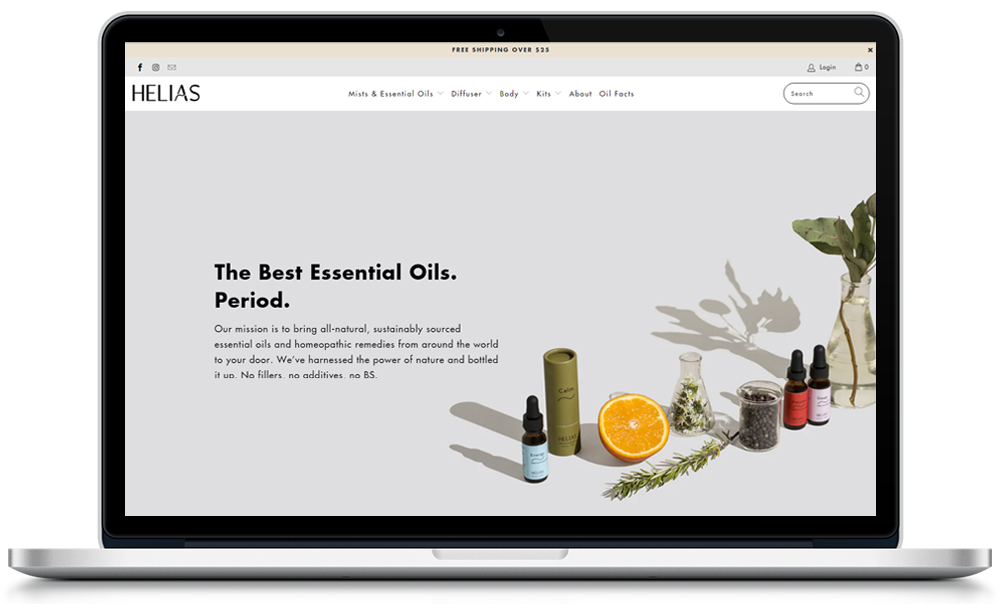 FREE SHIPPING OVER $25
Login 0
HELIAS
Mists & Essential Oils Diffuser Body Kits About Oil Facts
Search
The Best Essential Oils.
Period.
Our mission is to bring all-natural, sustainably sourced
essential oils and homeopathic remedies from around the world
to your door. We've harnessed the power of nature and bottled
it up. No fillers, no additives, no BS.
Calm
HELIAS
Energy
HELIAS